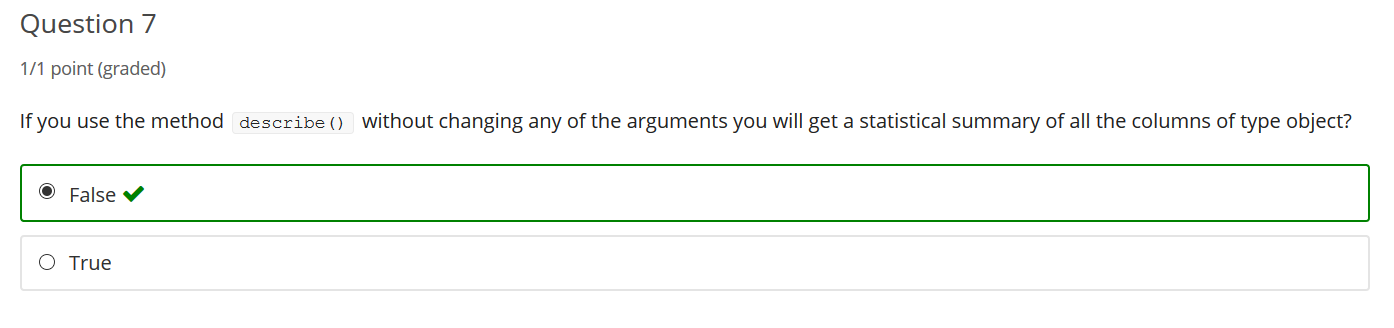 Question 7
1/1 point (graded)
If you use the method describe() without changing any of the arguments you will get a statistical summary of all the columns of type object?
False
True